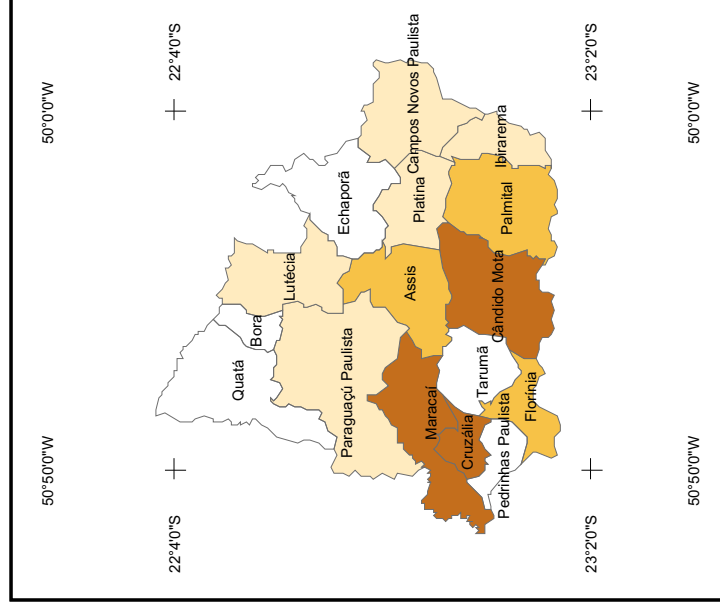 50°50'0"W
50°0'0"W
22°4'0"S
22°4'0"S
Quatá
Bora
Lutécia
Echaporã
Paraguaçú Paulista
Assis
Platina
Campos Novos Paulista
Maracaí
Cruzália
Tarumã
Cândido Mota
Palmital
Ibirarema
Pedrinhas Paulista
Florínia
23°2'0"S
23°2'0"S
50°50'0"W
50°0'0"W